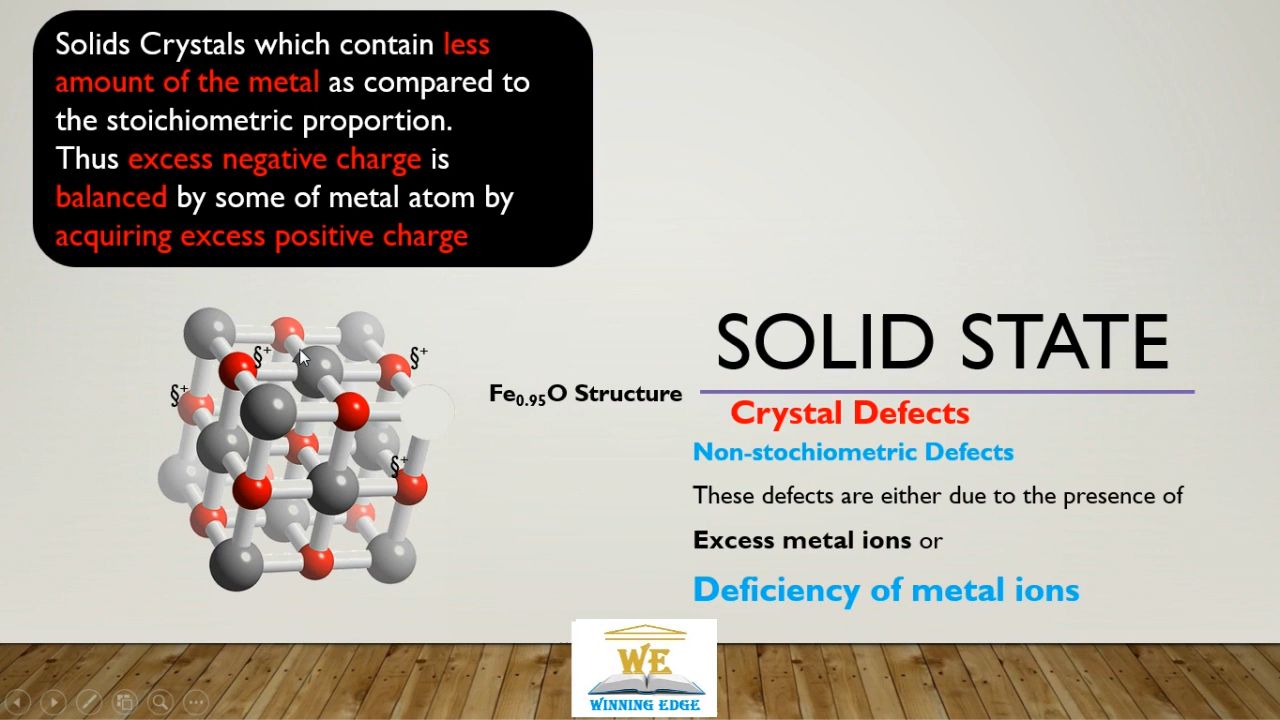 Solids Crystals which contain less
amount of the metal as compared to
the stoichiometric proportion.
Thus excess negative charge is
balanced by some of metal atom by
acquiring excess positive charge
§⁺
§⁺
§⁺
§⁺
Fe₀.₉₅O Structure
SOLID STATE
Crystal Defects
Non-stochiometric Defects
These defects are either due to the presence of
Excess metal ions or
Deficiency of metal ions
WE
WINNING EDGE